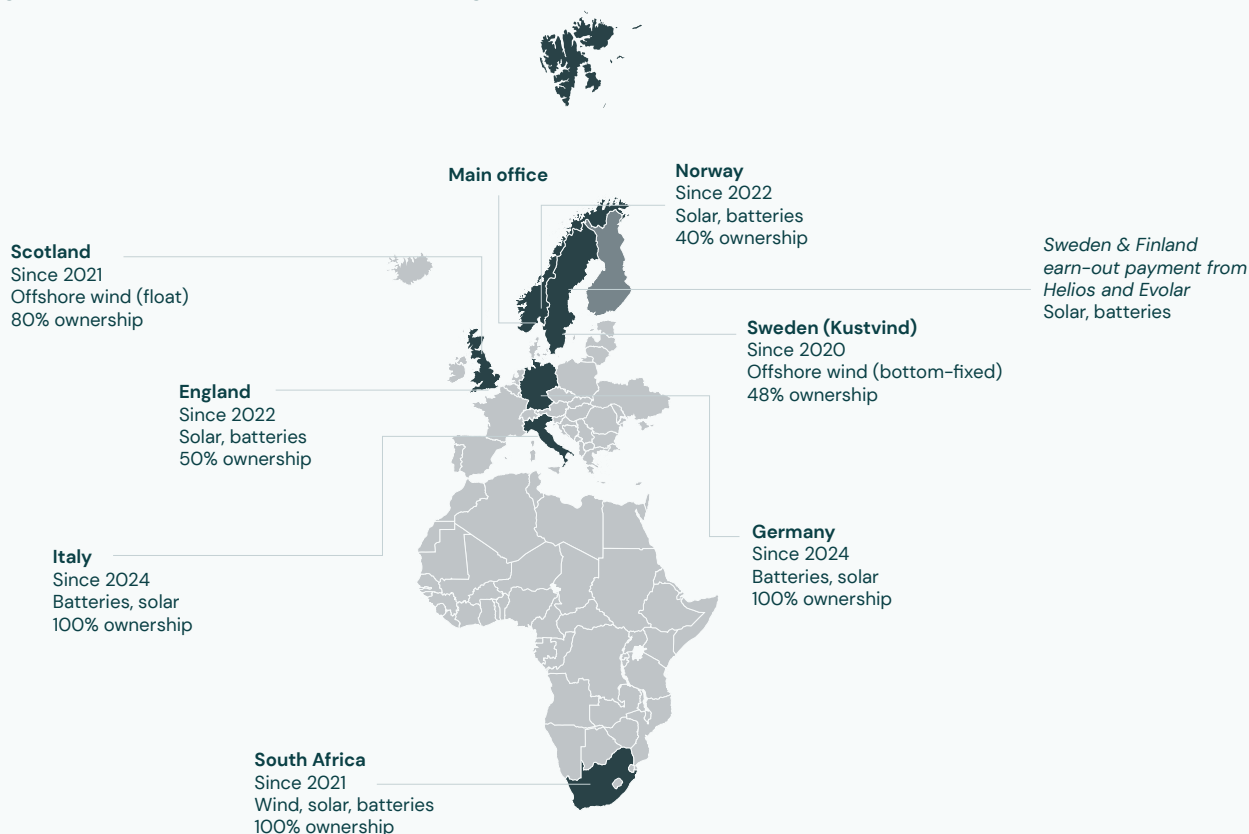 Main office
Norway
Since 2022
Solar, batteries
40% ownership
Scotland
Since 2021
Offshore wind (float)
80% ownership
Sweden & Finland
earn-out payment from
Helios and Evolar
Solar, batteries
Sweden (Kustvind)
Since 2020
Offshore wind (bottom-fixed)
48% ownership
England
Since 2022
Solar, batteries
50% ownership
Italy
Since 2024
Batteries, solar
100% ownership
Germany
Since 2024
Batteries, solar
100% ownership
South Africa
Since 2021
Wind, solar, batteries
100% ownership